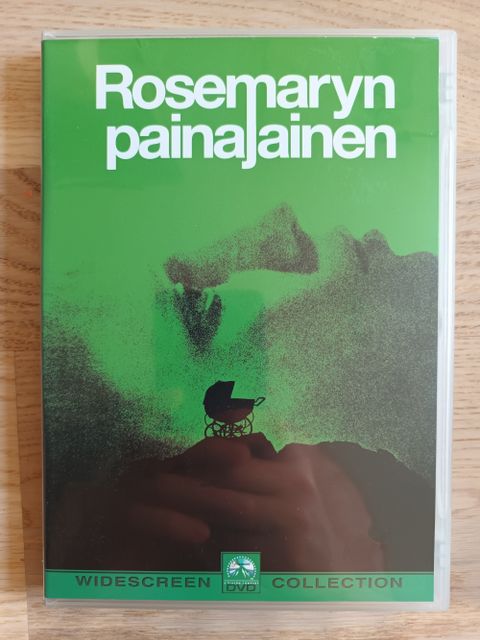 Rosemaryn
painajainen
WIDESCREEN DVD COLLECTION